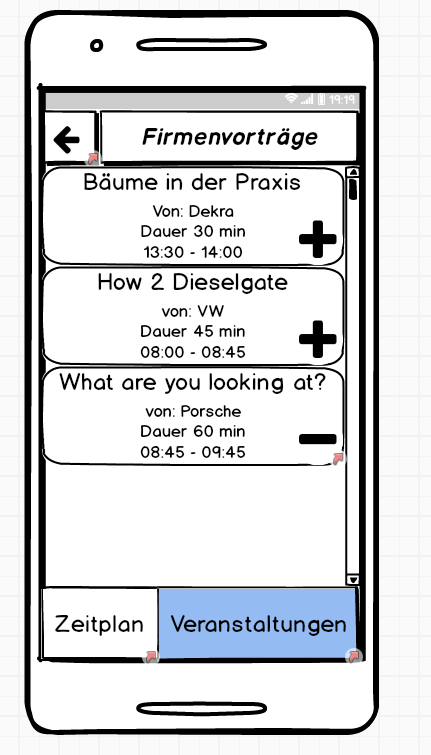 19:19
Firmenvorträge
Bäume in der Praxis
Von: Dekra
Dauer 30 min
13:30 - 14:00
How 2 Dieselgate
von: VW
Dauer 45 min
08:00 - 08:45
What are you looking at?
von: Porsche
Dauer 60 min
08:45 - 09:45
Zeitplan
Veranstaltungen